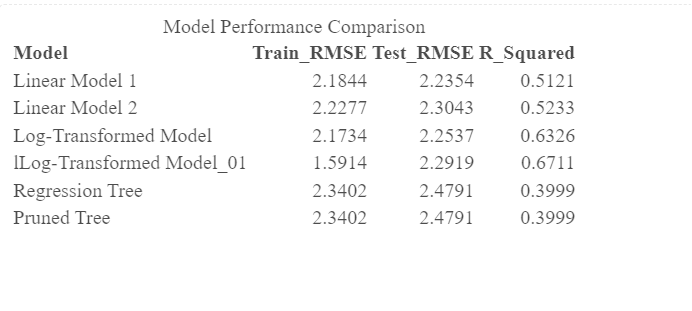 Model Performance Comparison
Model Train_RMSE Test_RMSE R_Squared
Linear Model 1 2.1844 2.2354 0.5121
Linear Model 2 2.2277 2.3043 0.5233
Log-Transformed Model 2.1734 2.2537 0.6326
lLog-Transformed Model_01 1.5914 2.2919 0.6711
Regression Tree 2.3402 2.4791 0.3999
Pruned Tree 2.3402 2.4791 0.3999